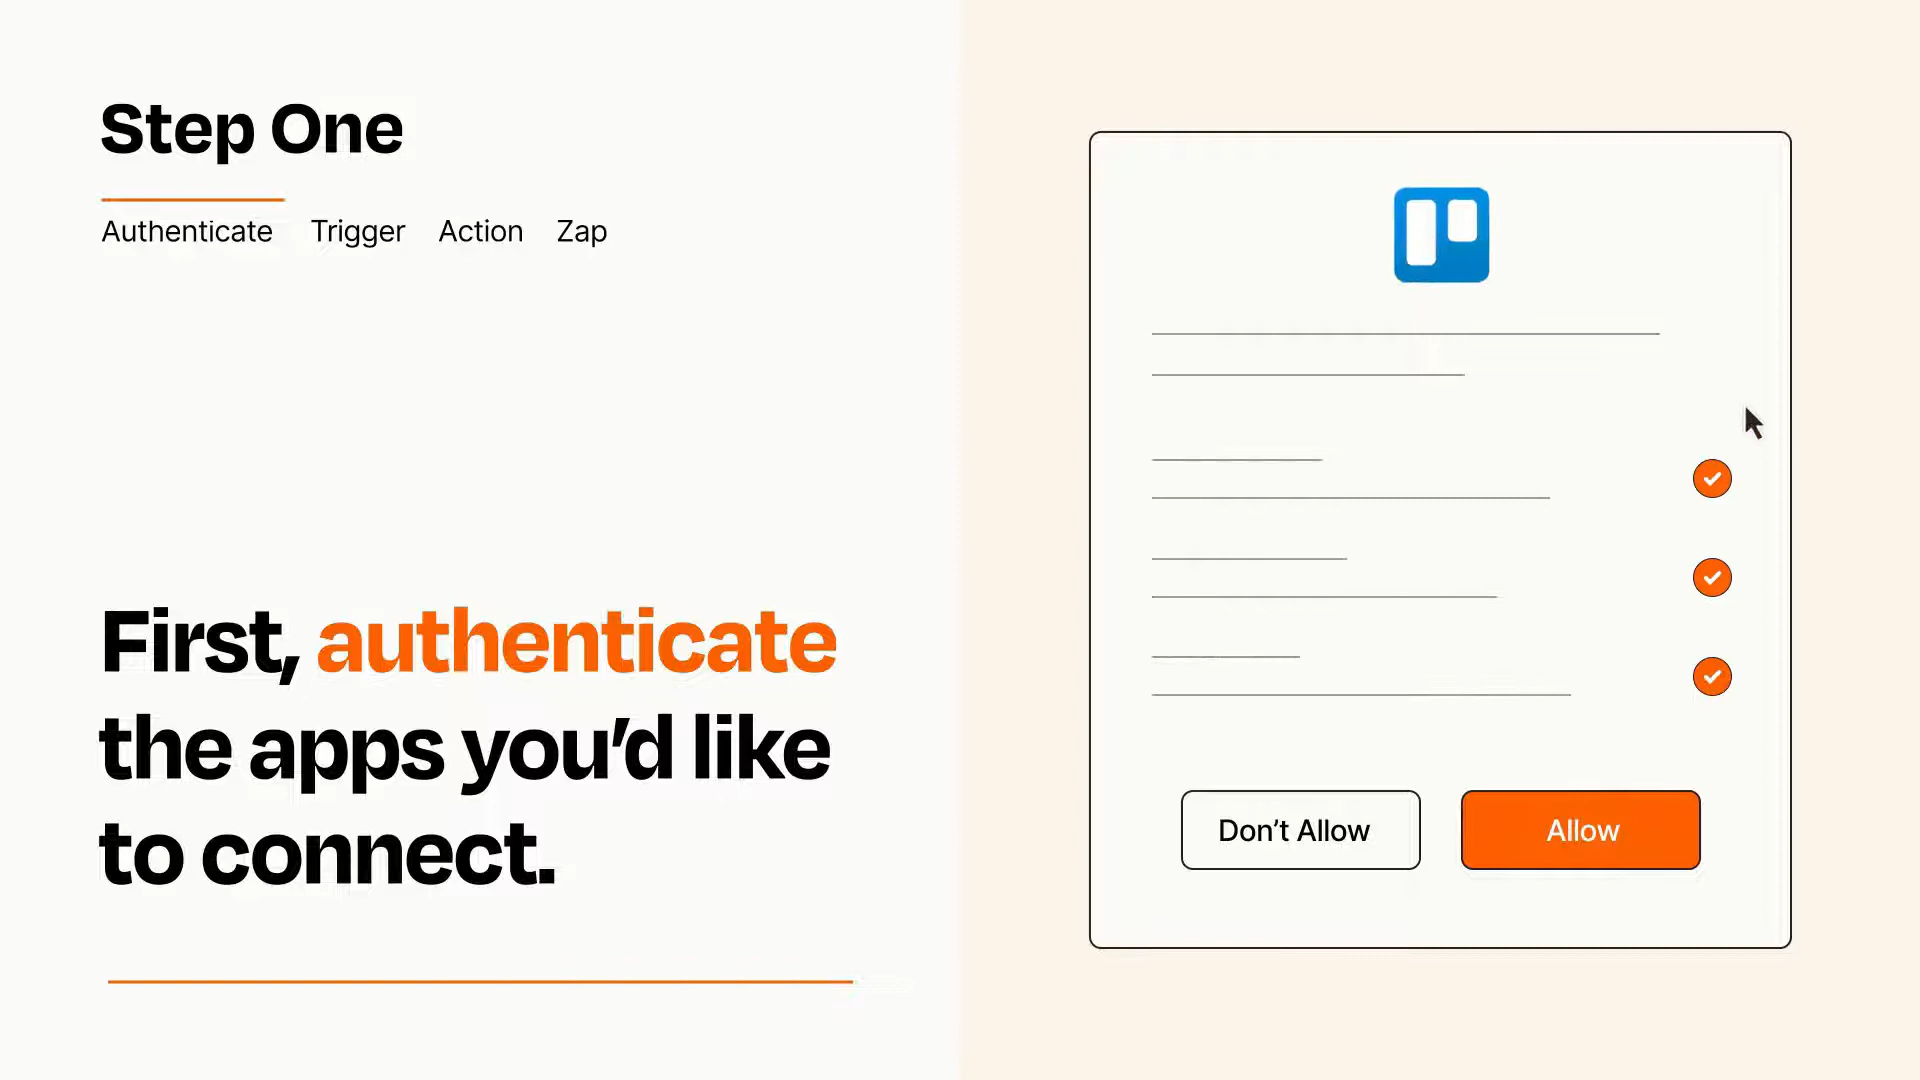 Step One
Authenticate Trigger Action Zap
First, authenticate
the apps you’d like
to connect.
Don’t Allow
Allow